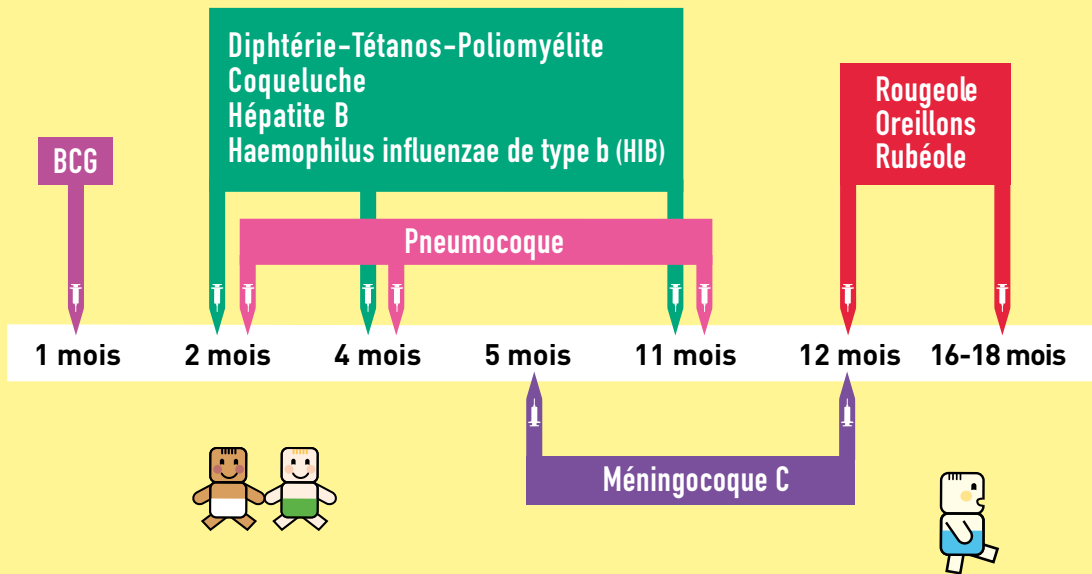 Diphtérie-Tétanos-Poliomyélite
Coqueluche
Hépatite B
Haemophilus influenzae de type b (HIB)
Rougeole
Oreillons
Rubéole
BCG
Pneumocoque
1 mois
2 mois
4 mois
5 mois
11 mois
12 mois
16-18 mois
Méningocoque C